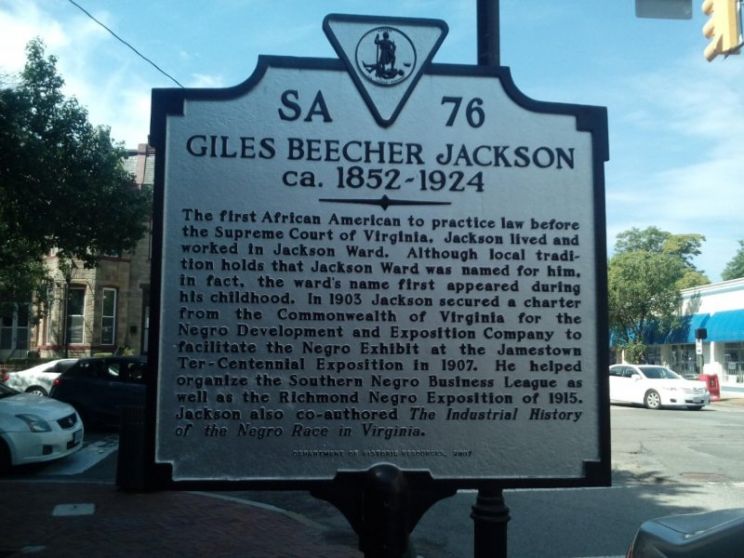 SA 76
GILES BEECHER JACKSON
ca. 1852-1924
The first African American to practice law before
the Supreme Court of Virginia, Jackson lived and
worked in Jackson Ward. Although local tradi-
tion holds that Jackson Ward was named for him,
in fact, the ward's name first appeared during
his childhood. In 1903 Jackson secured a charter
from the Commonwealth of Virginia for the
Negro Development and Exposition Company to
facilitate the Negro Exhibit at the Jamestown
Ter-Centennial Exposition in 1907. He helped
organize the Southern Negro Business League as
well as the Richmond Negro Exposition of 1915.
Jackson also co-authored The Industrial History
of the Negro Race in Virginia.
DEPARTMENT OF HISTORIC RESOURCES, 2007